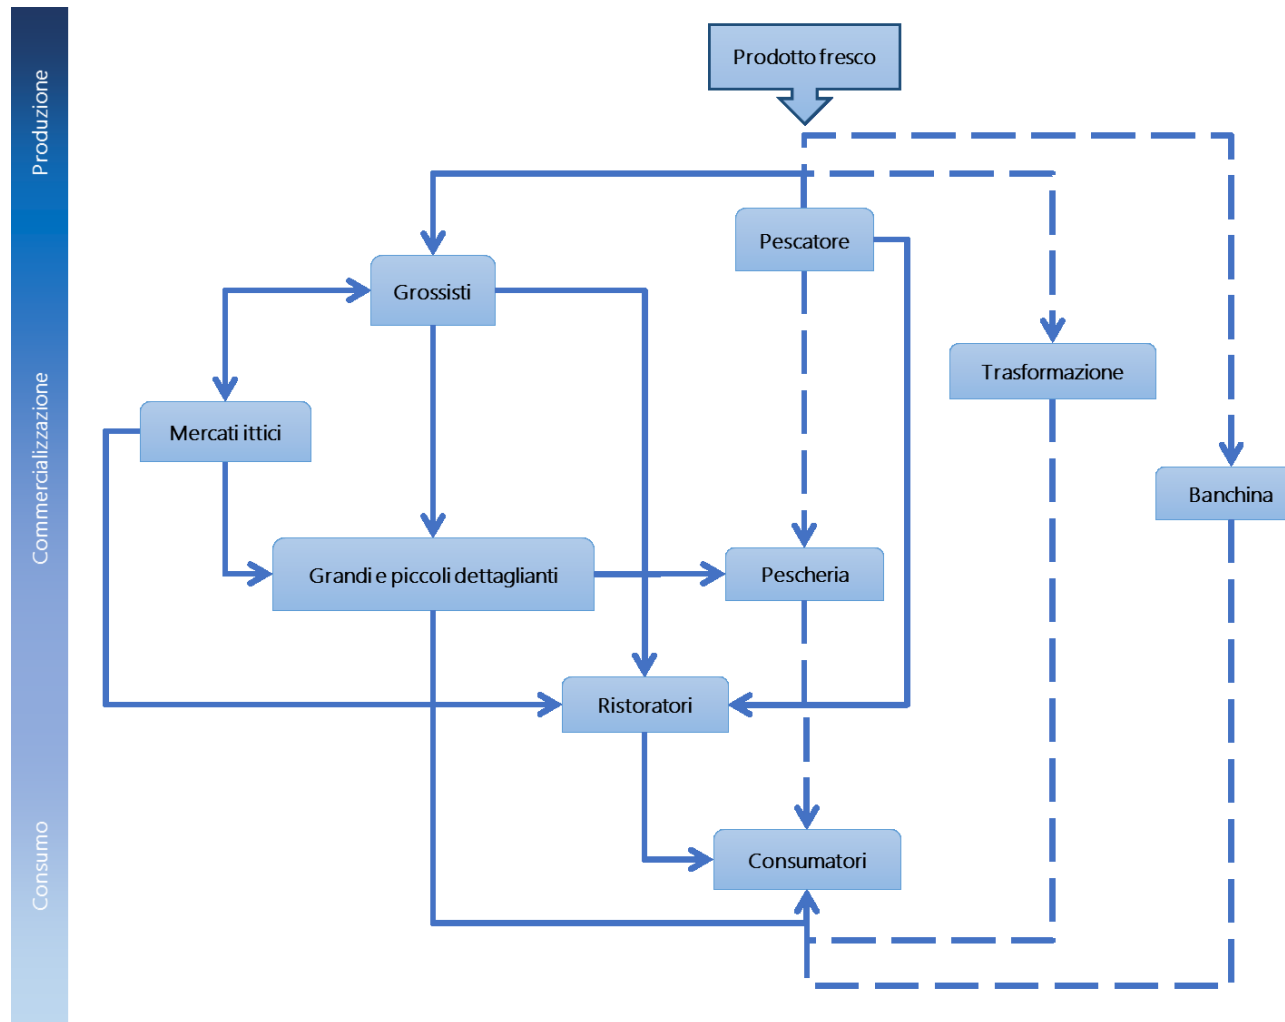 Prodotto fresco
Produzione
Pescatore
Grossisti
Trasformazione
Commercializzazione
Mercati ittici
Banchina
Grandi e piccoli dettaglianti
Pescheria
Ristoratori
Consumo
Consumatori